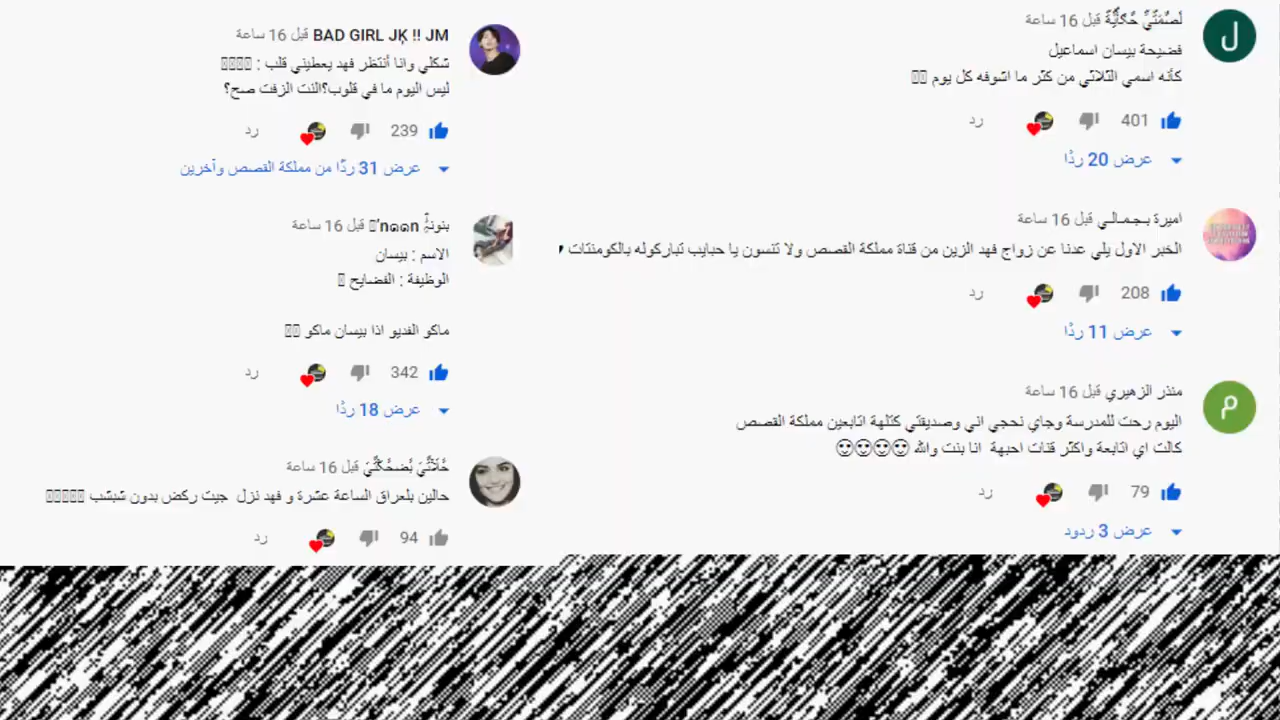 لَصُمَتْيِّ حَّكَأّيَّةّ قبل 16 ساعة
فضيحة بيسان اسماعيل
كأنه اسمي الثلاثي من كثر ما اشوفه كل يوم
401
رد
عرض 20 ردًا
اميرة بـجـمـالـي قبل 16 ساعة
الخبر الاول يلي عدنا عن زواج فهد الزين من قناة مملكة القصص ولا تنسون يا حبايب تباركوله بالكومنتات
208
رد
عرض 11 ردًا
منذر الزهيري قبل 16 ساعة
اليوم رحت للمدرسة وجاي نحجي اني وصديقتي كتلهة اتابعين مملكة القصص
كالت اي اتابعة واكثر قنات احبهة انا بنت والله 🙂🙂🙂🙂
79
رد
عرض 3 ردود
BAD GIRL JĶ !! JM قبل 16 ساعة
شكلي وانا أنتظر فهد يعطيني قلب :
ليس اليوم ما في قلوب؟النت الزفت صح؟
239
رد
عرض 31 ردًا من مملكة القصص وآخرين
قبل 16 ساعة
الاسم : بيسان
الوظيفة : الفضايح
ماكو الفديو اذا بيسان ماكو
342
رد
عرض 18 ردًا
قبل 16 ساعة
حالين بلعراق الساعة عشرة و فهد نزل جيت ركض بدون شبشب
94
رد